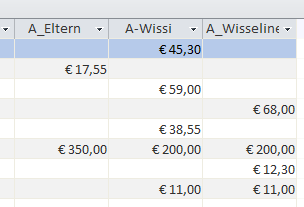 A_Eltern A-Wissi A_Wisseline
€ 45,30
€ 17,55
€ 59,00
€ 68,00
€ 38,55
€ 350,00 € 200,00 € 200,00
€ 12,30
€ 11,00 € 11,00